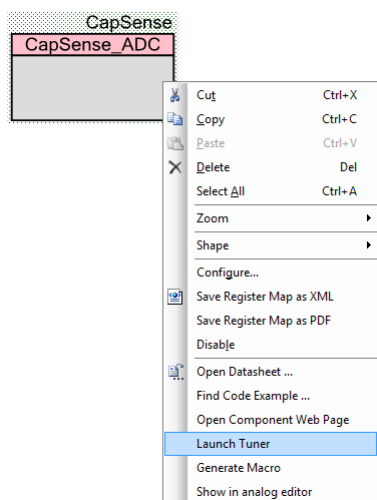 CapSense
CapSense_ADC
Cut Ctrl+X
Copy Ctrl+C
Paste Ctrl+V
Delete Del
Select All Ctrl+A
Zoom
Shape
Configure...
Save Register Map as XML
Save Register Map as PDF
Disable
Open Datasheet ...
Find Code Example ...
Open Component Web Page
Launch Tuner
Generate Macro
Show in analog editor